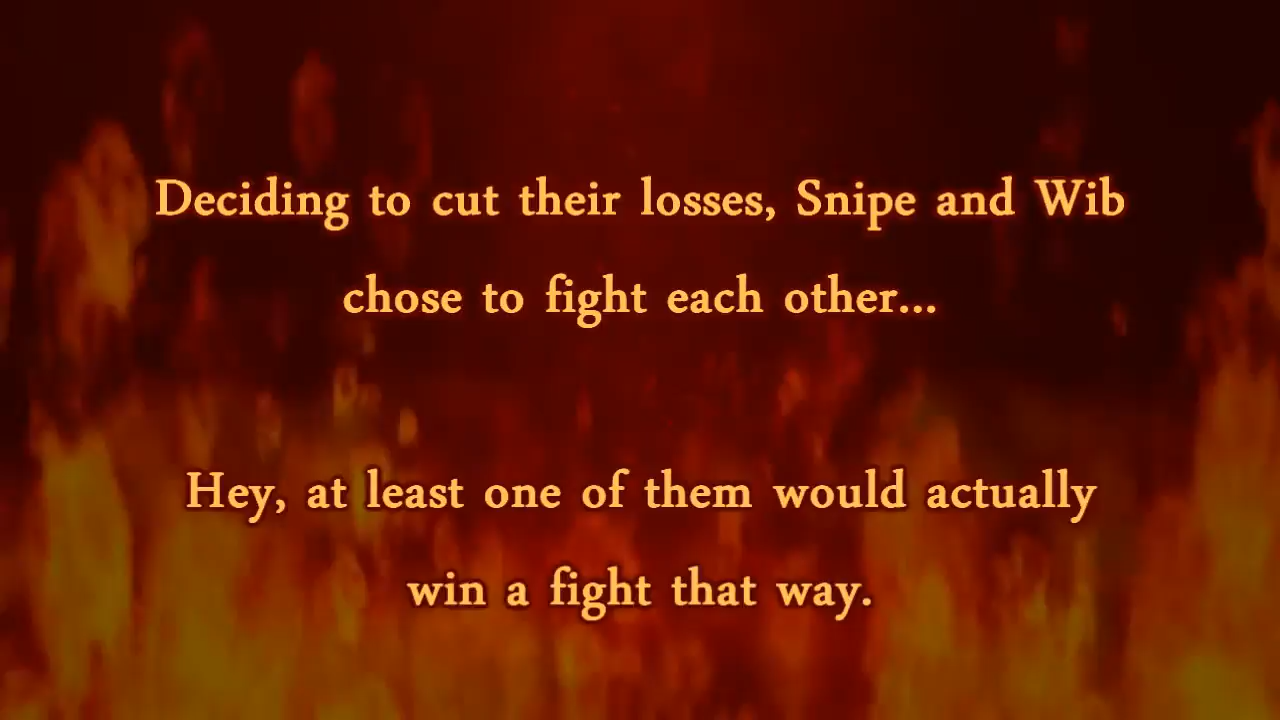 Deciding to cut their losses, Snipe and Wib
chose to fight each other...
Hey, at least one of them would actually
win a fight that way.